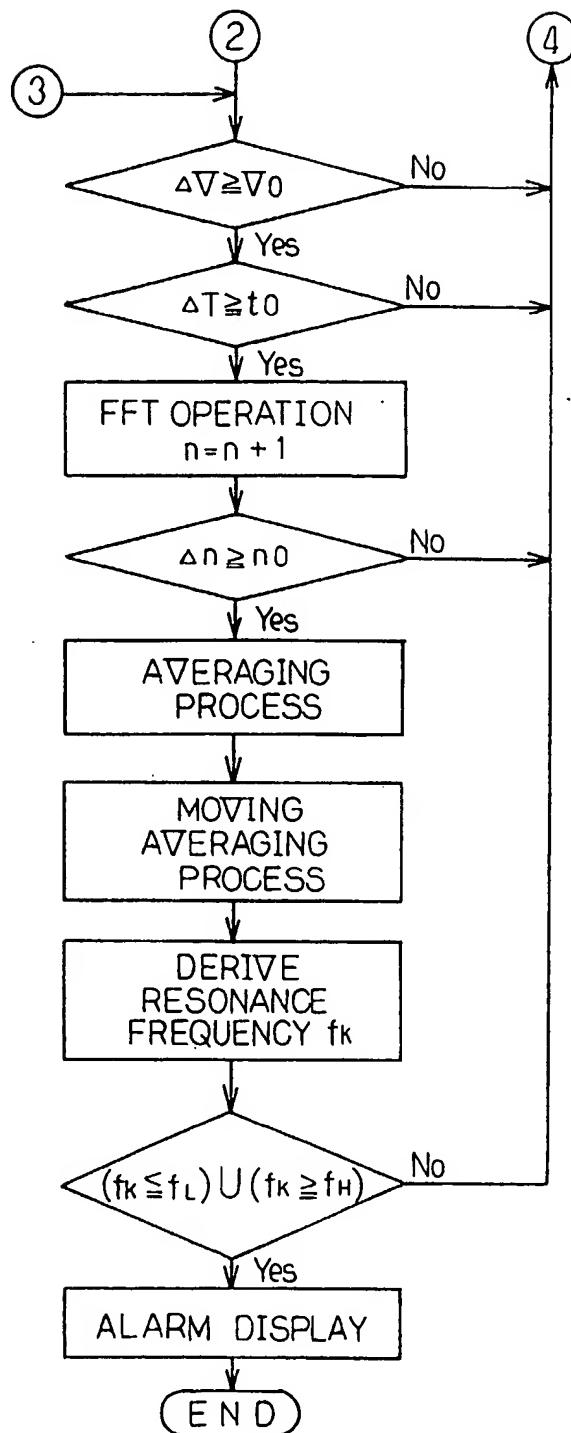 2
4
3
ΔV≧V0
No
Yes
ΔT≧t0
No
Yes
FFT OPERATION
n=n+1
Δn≧n0
No
Yes
AVERAGING
PROCESS
MOVING
AVERAGING
PROCESS
DERIVE
RESONANCE
FREQUENCY fK
(fK≦fL)∪(fK≧fH)
No
Yes
ALARM DISPLAY
END